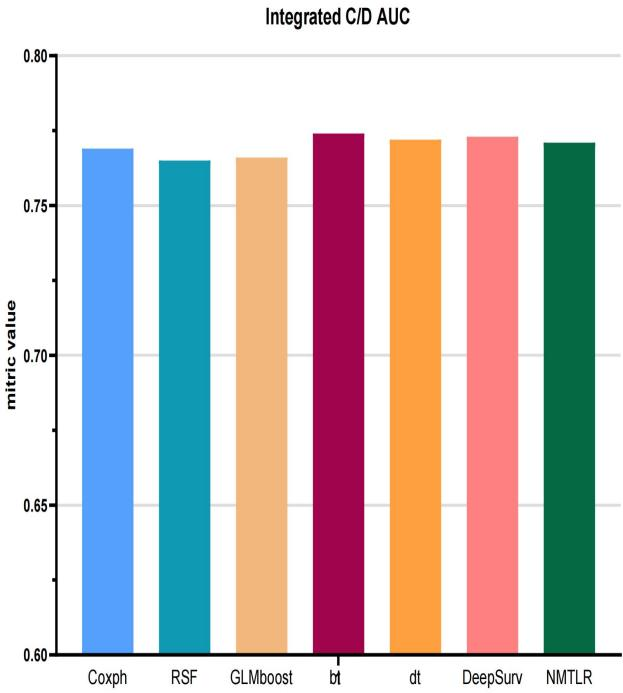 Integrated C/D AUC
0.80
0.75
0.70
0.65
0.60
mitric value
Coxph RSF GLMboost bt dt DeepSurv NMTLR